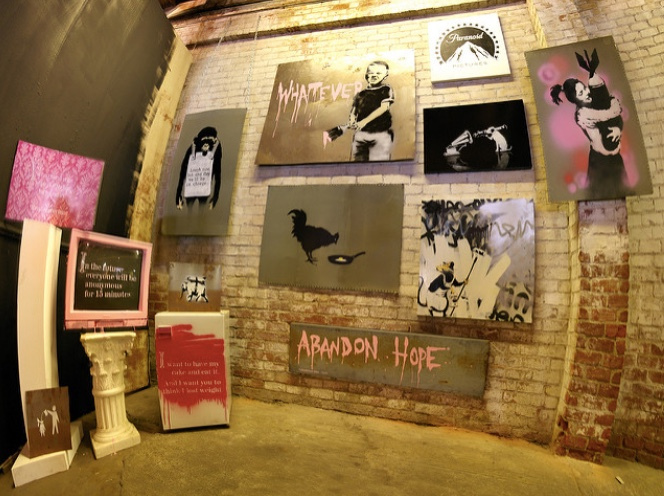 Paranoid
PICTURES
WHATEVER
In the future
everyone will be
anonymous
for 15 minutes
I want to have my
cake and eat it.
And I want you to
think I lost weight
ABANDON HOPE